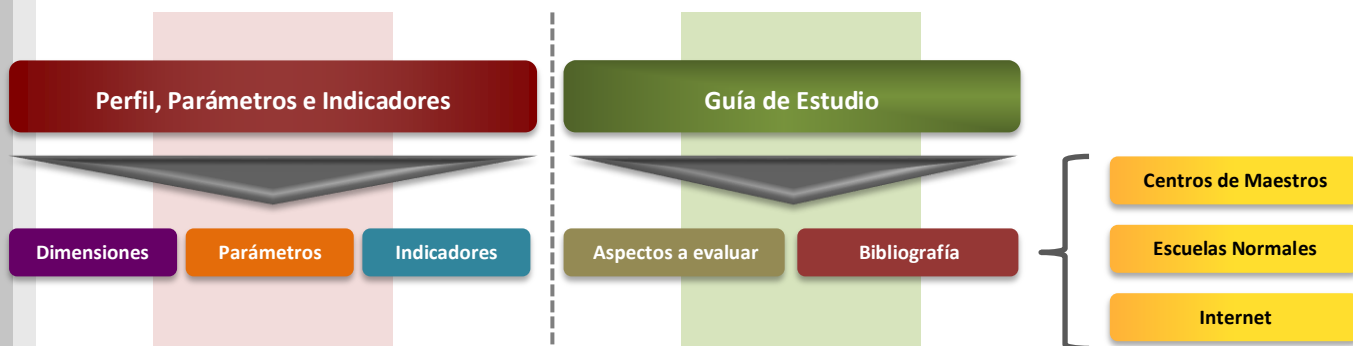 Perfil, Parámetros e Indicadores
Guía de Estudio
Dimensiones
Parámetros
Indicadores
Aspectos a evaluar
Bibliografía
Centros de Maestros
Escuelas Normales
Internet